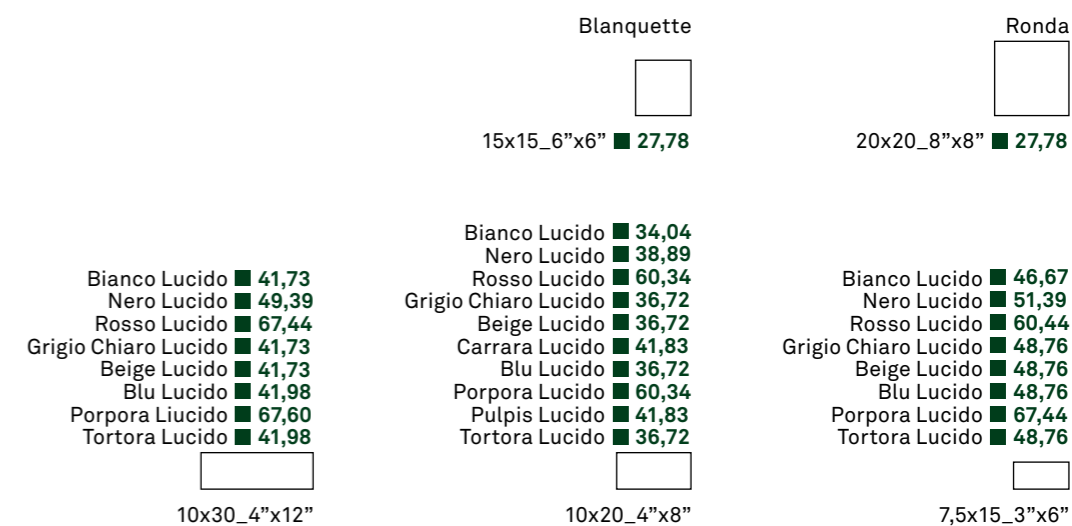 Blanquette
15x15_6”x6” 27,78
Ronda
20x20_8”x8” 27,78
Bianco Lucido 41,73
Nero Lucido 49,39
Rosso Lucido 67,44
Grigio Chiaro Lucido 41,73
Beige Lucido 41,73
Blu Lucido 41,98
Porpora Liucido 67,60
Tortora Lucido 41,98
10x30_4”x12”
Bianco Lucido 34,04
Nero Lucido 38,89
Rosso Lucido 60,34
Grigio Chiaro Lucido 36,72
Beige Lucido 36,72
Carrara Lucido 41,83
Blu Lucido 36,72
Porpora Lucido 60,34
Pulpis Lucido 41,83
Tortora Lucido 36,72
10x20_4”x8”
Bianco Lucido 46,67
Nero Lucido 51,39
Rosso Lucido 60,44
Grigio Chiaro Lucido 48,76
Beige Lucido 48,76
Blu Lucido 48,76
Porpora Lucido 67,44
Tortora Lucido 48,76
7,5x15_3”x6”